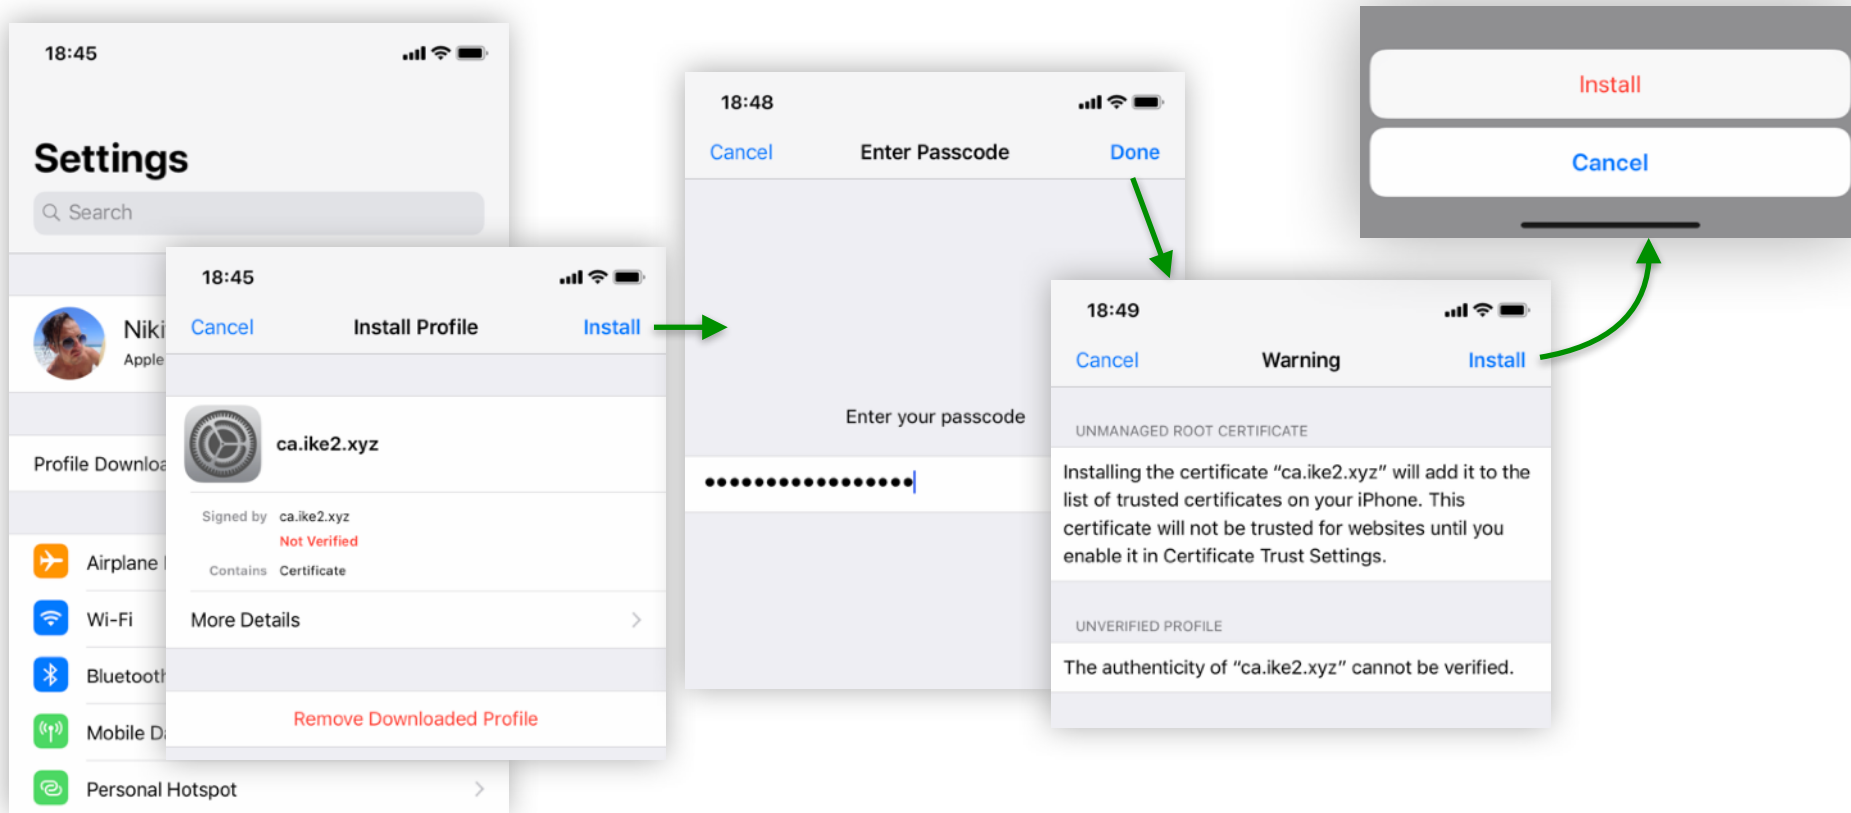 18:45
Settings
Search
Niki
Apple
Profile Downloa
Airplane
Wi-Fi
Bluetooth
Mobile Da
Personal Hotspot
18:45
Cancel
Install Profile
Install
ca.ike2.xyz
Signed by ca.ike2.xyz
Not Verified
Contains Certificate
More Details
Remove Downloaded Profile
18:48
Cancel
Enter Passcode
Done
Enter your passcode
18:49
Cancel
Warning
Install
UNMANAGED ROOT CERTIFICATE
Installing the certificate “ca.ike2.xyz” will add it to the
list of trusted certificates on your iPhone. This
certificate will not be trusted for websites until you
enable it in Certificate Trust Settings.
UNVERIFIED PROFILE
The authenticity of “ca.ike2.xyz” cannot be verified.
Install
Cancel